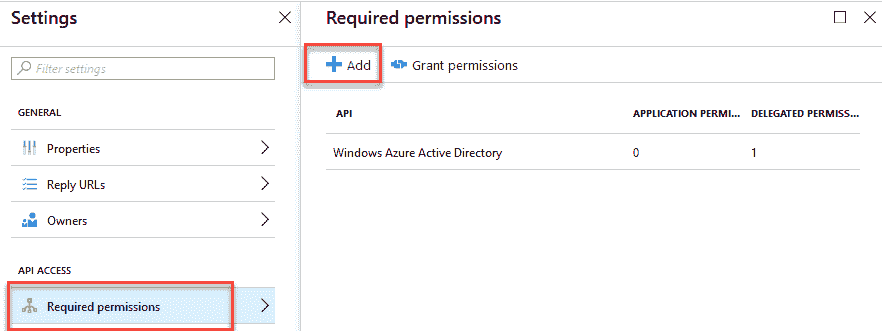 Settings
Filter settings
GENERAL
Properties
Reply URLs
Owners
API ACCESS
Required permissions
Required permissions
Add Grant permissions
API APPLICATION PERMI... DELEGATED PERMISS...
Windows Azure Active Directory 0 1